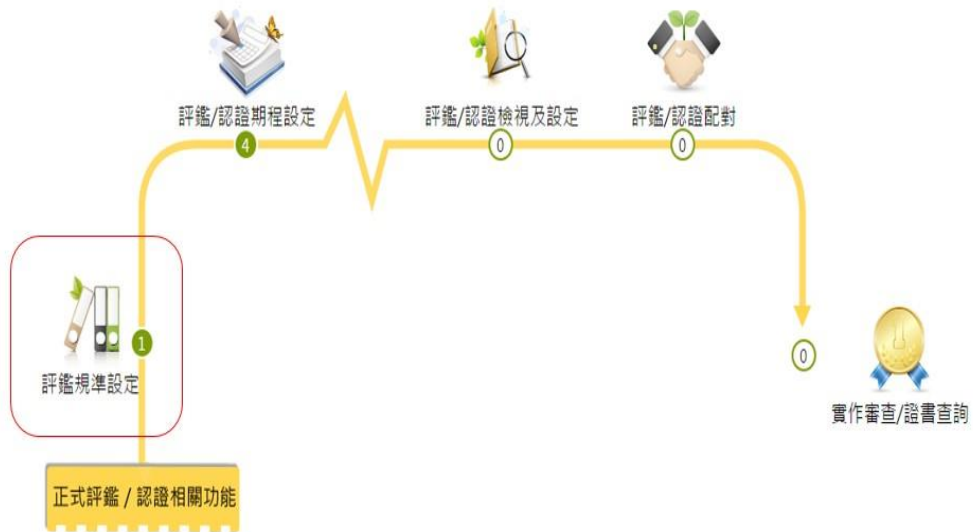 評鑑/認證期程設定
評鑑/認證檢視及設定
評鑑/認證配對
4
0
0
評鑑規準設定
1
0
實作審查/證書查詢
正式評鑑 / 認證相關功能